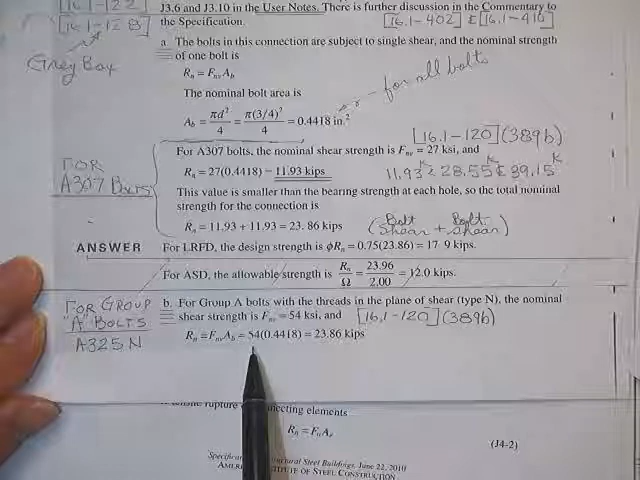 [16.1-122]
[16.1-128]
Grey Box
J3.6 and J3.10 in the User Notes. There is further discussion in the Commentary to
the Specification.
[16.1-402] & [16.1-416]
a. The bolts in this connection are subject to single shear, and the nominal strength
of one bolt is
Rn = FnvAb
The nominal bolt area is
for all bolts
Ab = πd²/4 = π(3/4)²/4 = 0.4418 in.²
[16.1-120](389b)
For A307 bolts, the nominal shear strength is Fnv = 27 ksi, and
FOR
A307 Bolts
Rn = 27(0.4418) = 11.93 kips
11.93ᴷ < 28.55ᴷ & 39.15ᴷ
This value is smaller than the bearing strength at each hole, so the total nominal
strength for the connection is
Rn = 11.93 + 11.93 = 23.86 kips
(Bolt Shear + Bolt Shear)
ANSWER For LRFD, the design strength is ϕRn = 0.75(23.86) = 17.9 kips.
For ASD, the allowable strength is Rn/Ω = 23.96/2.00 = 12.0 kips.
FOR GROUP
"A" BOLTS
A325,N
b. For Group A bolts with the threads in the plane of shear (type N), the nominal
shear strength is Fnv = 54 ksi, and [16.1-120](389b)
Rn = FnvAb = 54(0.4418) = 23.86 kips
rupture necting elements
Rn = FuAe
(J4-2)
Structural Steel Buildings, June 22, 2010
INSTITUTE OF STEEL CONSTRUCTION